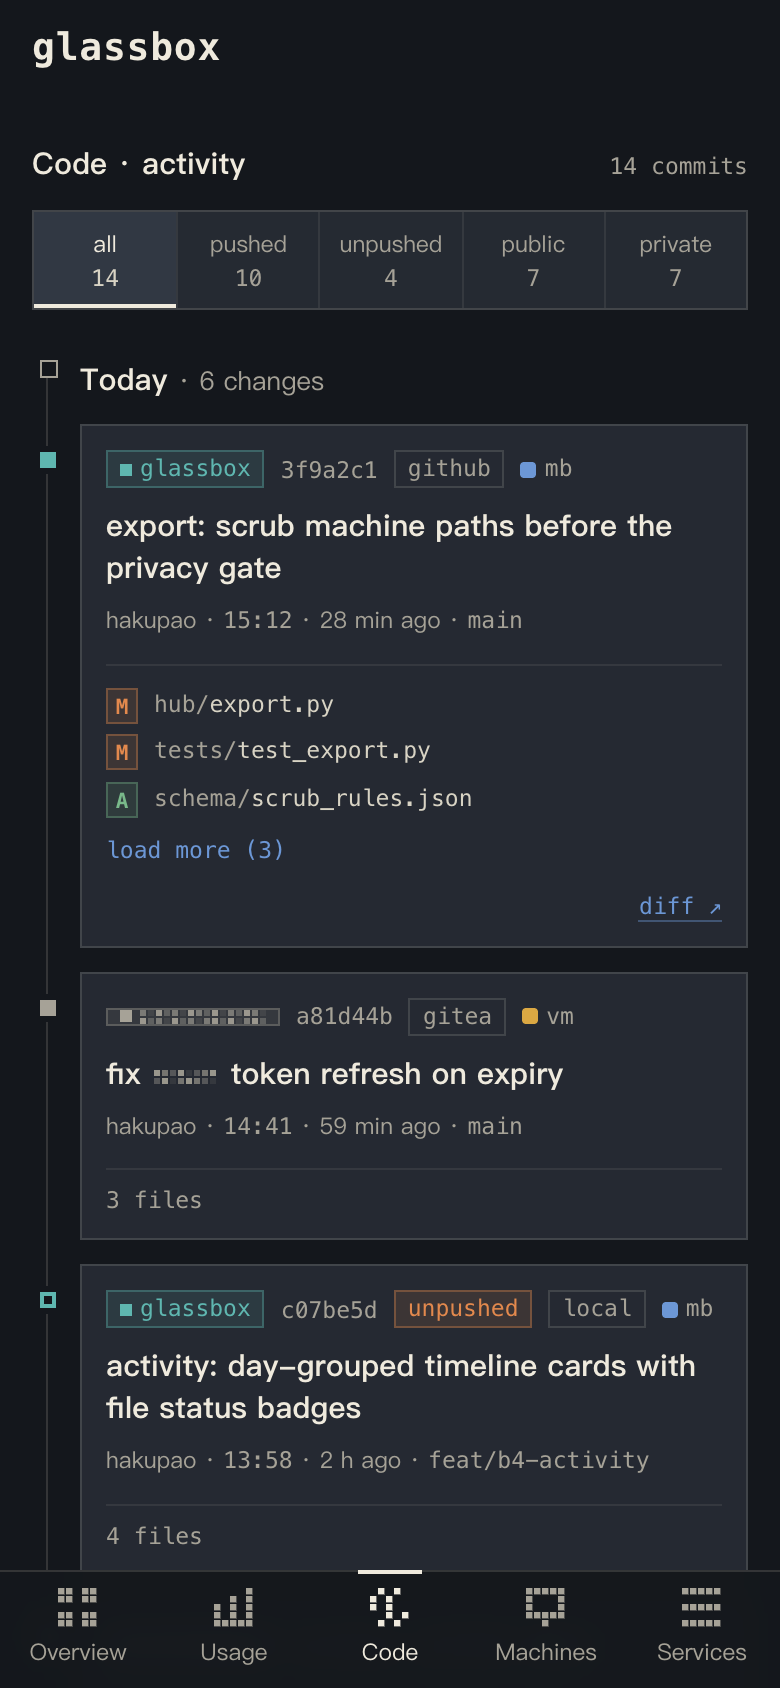 glassbox
Code · activity
14 commits
all
14
pushed
10
unpushed
4
public
7
private
7
Today · 6 changes
glassbox 3f9a2c1 github mb
export: scrub machine paths before the
privacy gate
hakupao · 15:12 · 28 min ago · main
M hub/export.py
M tests/test_export.py
A schema/scrub_rules.json
load more (3)
diff ↗
a81d44b gitea vm
fix token refresh on expiry
hakupao · 14:41 · 59 min ago · main
3 files
glassbox c07be5d unpushed local mb
activity: day–grouped timeline cards with
file status badges
hakupao · 13:58 · 2 h ago · feat/b4–activity
4 files
Overview
Usage
Code
Machines
Services